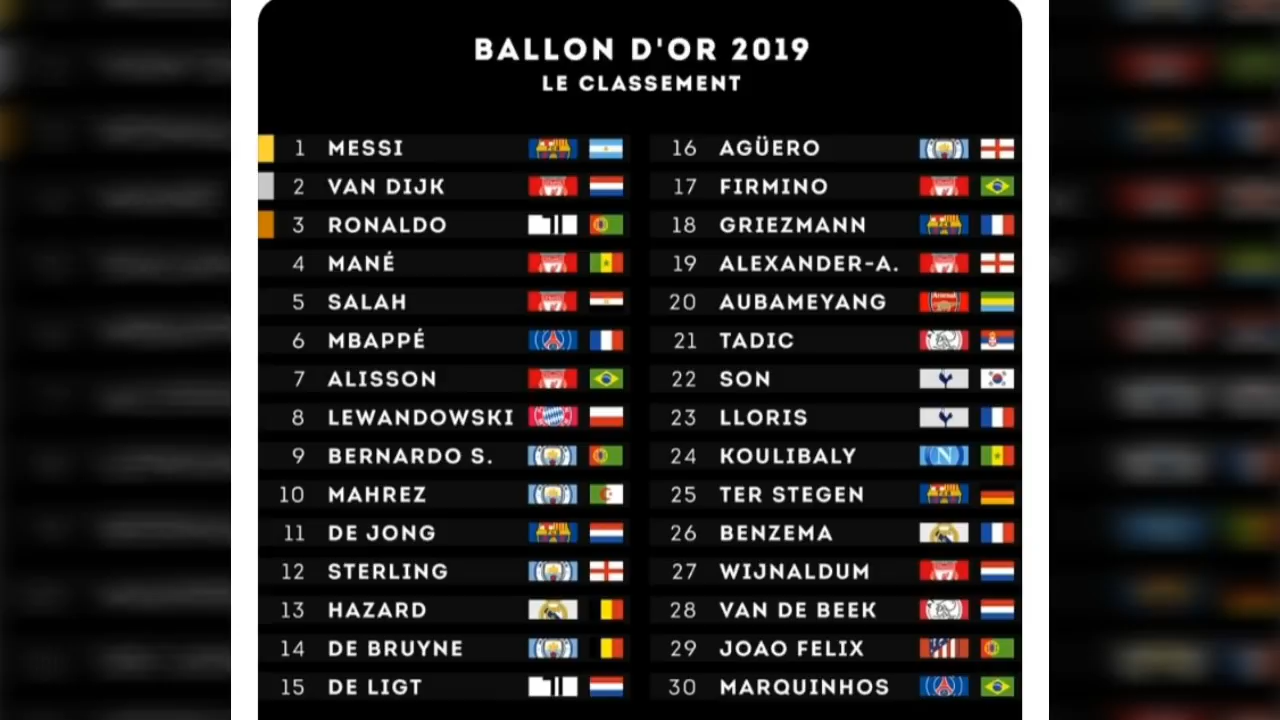 BALLON D'OR 2019
LE CLASSEMENT
1 MESSI
2 VAN DIJK
3 RONALDO
4 MANÉ
5 SALAH
6 MBAPPÉ
7 ALISSON
8 LEWANDOWSKI
9 BERNARDO S.
10 MAHREZ
11 DE JONG
12 STERLING
13 HAZARD
14 DE BRUYNE
15 DE LIGT
16 AGÜERO
17 FIRMINO
18 GRIEZMANN
19 ALEXANDER-A.
20 AUBAMEYANG
21 TADIC
22 SON
23 LLORIS
24 KOULIBALY
25 TER STEGEN
26 BENZEMA
27 WIJNALDUM
28 VAN DE BEEK
29 JOAO FELIX
30 MARQUINHOS